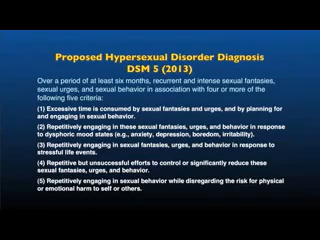 Proposed Hypersexual Disorder Diagnosis
DSM 5 (2013)
Over a period of at least six months, recurrent and intense sexual fantasies,
sexual urges, and sexual behavior in association with four or more of the
following five criteria:
(1) Excessive time is consumed by sexual fantasies and urges, and by planning for
and engaging in sexual behavior.
(2) Repetitively engaging in these sexual fantasies, urges, and behavior in response
to dysphoric mood states (e.g., anxiety, depression, boredom, irritability).
(3) Repetitively engaging in sexual fantasies, urges, and behavior in response to
stressful life events.
(4) Repetitive but unsuccessful efforts to control or significantly reduce these
sexual fantasies, urges, and behavior.
(5) Repetitively engaging in sexual behavior while disregarding the risk for physical
or emotional harm to self or others.